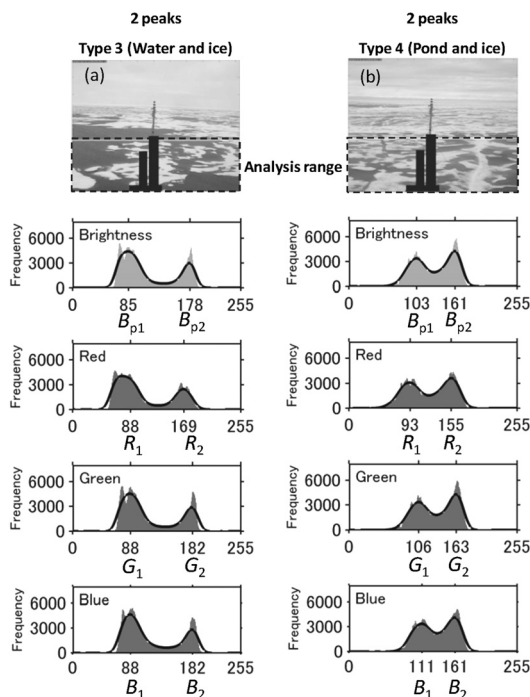 2 peaks
Type 3 (Water and ice)
(a)
2 peaks
Type 4 (Pond and ice)
(b)
Analysis range
Brightness
Frequency
6000
3000
0
0 85 178 255
Bp1 Bp2
Brightness
Frequency
6000
3000
0
0 103 161 255
Bp1 Bp2
Red
Frequency
6000
3000
0
0 88 169 255
R1 R2
Red
Frequency
6000
3000
0
0 93 155 255
R1 R2
Green
Frequency
6000
3000
0
0 88 182 255
G1 G2
Green
Frequency
6000
3000
0
0 106 163 255
G1 G2
Blue
Frequency
6000
3000
0
0 88 182 255
B1 B2
Blue
Frequency
6000
3000
0
0 111 161 255
B1 B2